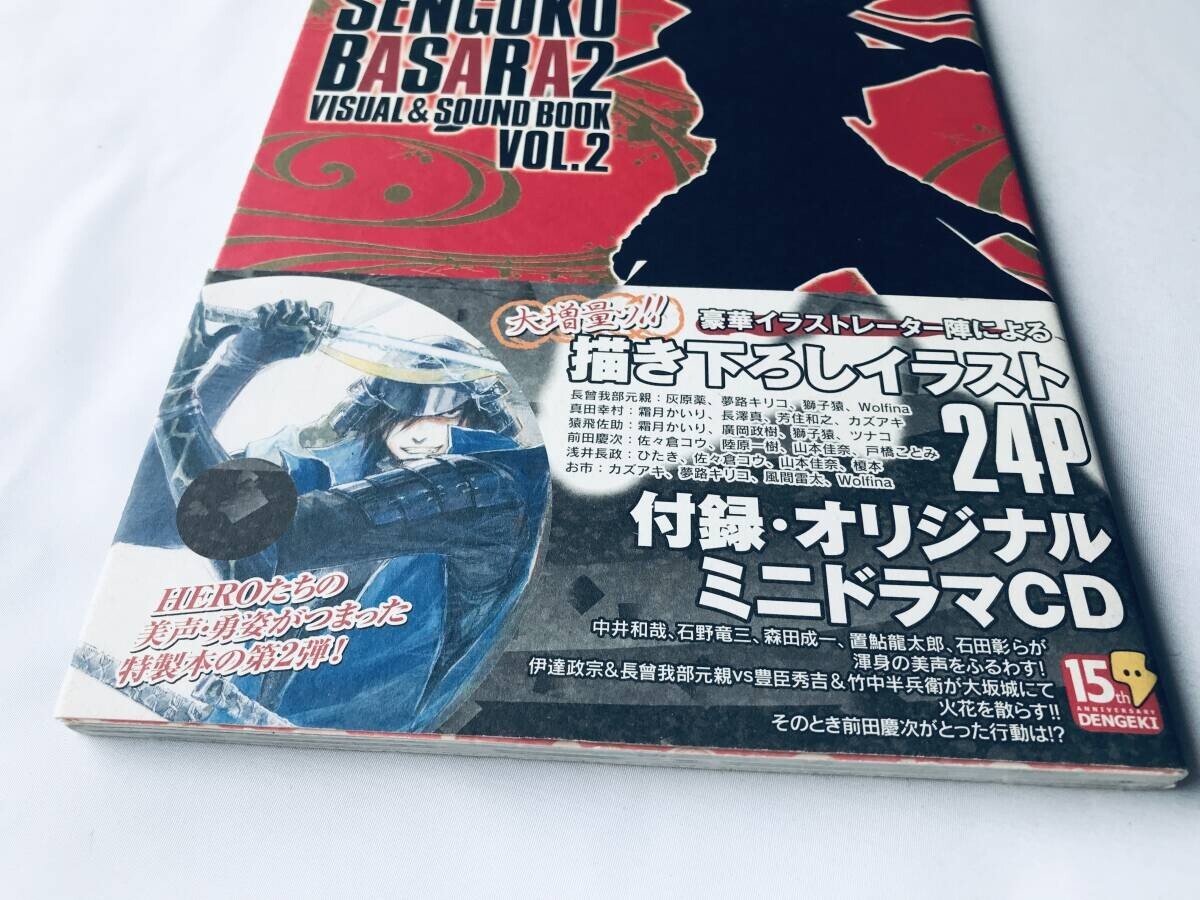 SENGOKU
BASARA2
VISUAL & SOUND BOOK
VOL.2
大増量ッ!!
豪華イラストレーター陣による
描き下ろしイラスト
24P
長曾我部元親：灰原薬、夢路キリコ、獅子猿、Wolfina
真田幸村：霜月かいり、長澤真、芳住和之、カズアキ
猿飛佐助：霜月かいり、廣岡政樹、獅子猿、ツナコ
前田慶次：佐々倉コウ、陸原一樹、山本佳奈、戸橋ことみ
浅井長政：ひたき、佐々倉コウ、山本佳奈、榎本
お市：カズアキ、夢路キリコ、風間雷太、Wolfina
付録・オリジナル
ミニドラマCD
HEROたちの
美声・勇姿がつまった
特製本の第2弾!
中井和哉、石野竜三、森田成一、置鮎龍太郎、石田彰らが
渾身の美声をふるわす!
伊達政宗&長曾我部元親vs豊臣秀吉&竹中半兵衛が大坂城にて
火花を散らす!!
そのとき前田慶次がとった行動は!?
15th
ANNIVERSARY
DENGEKI